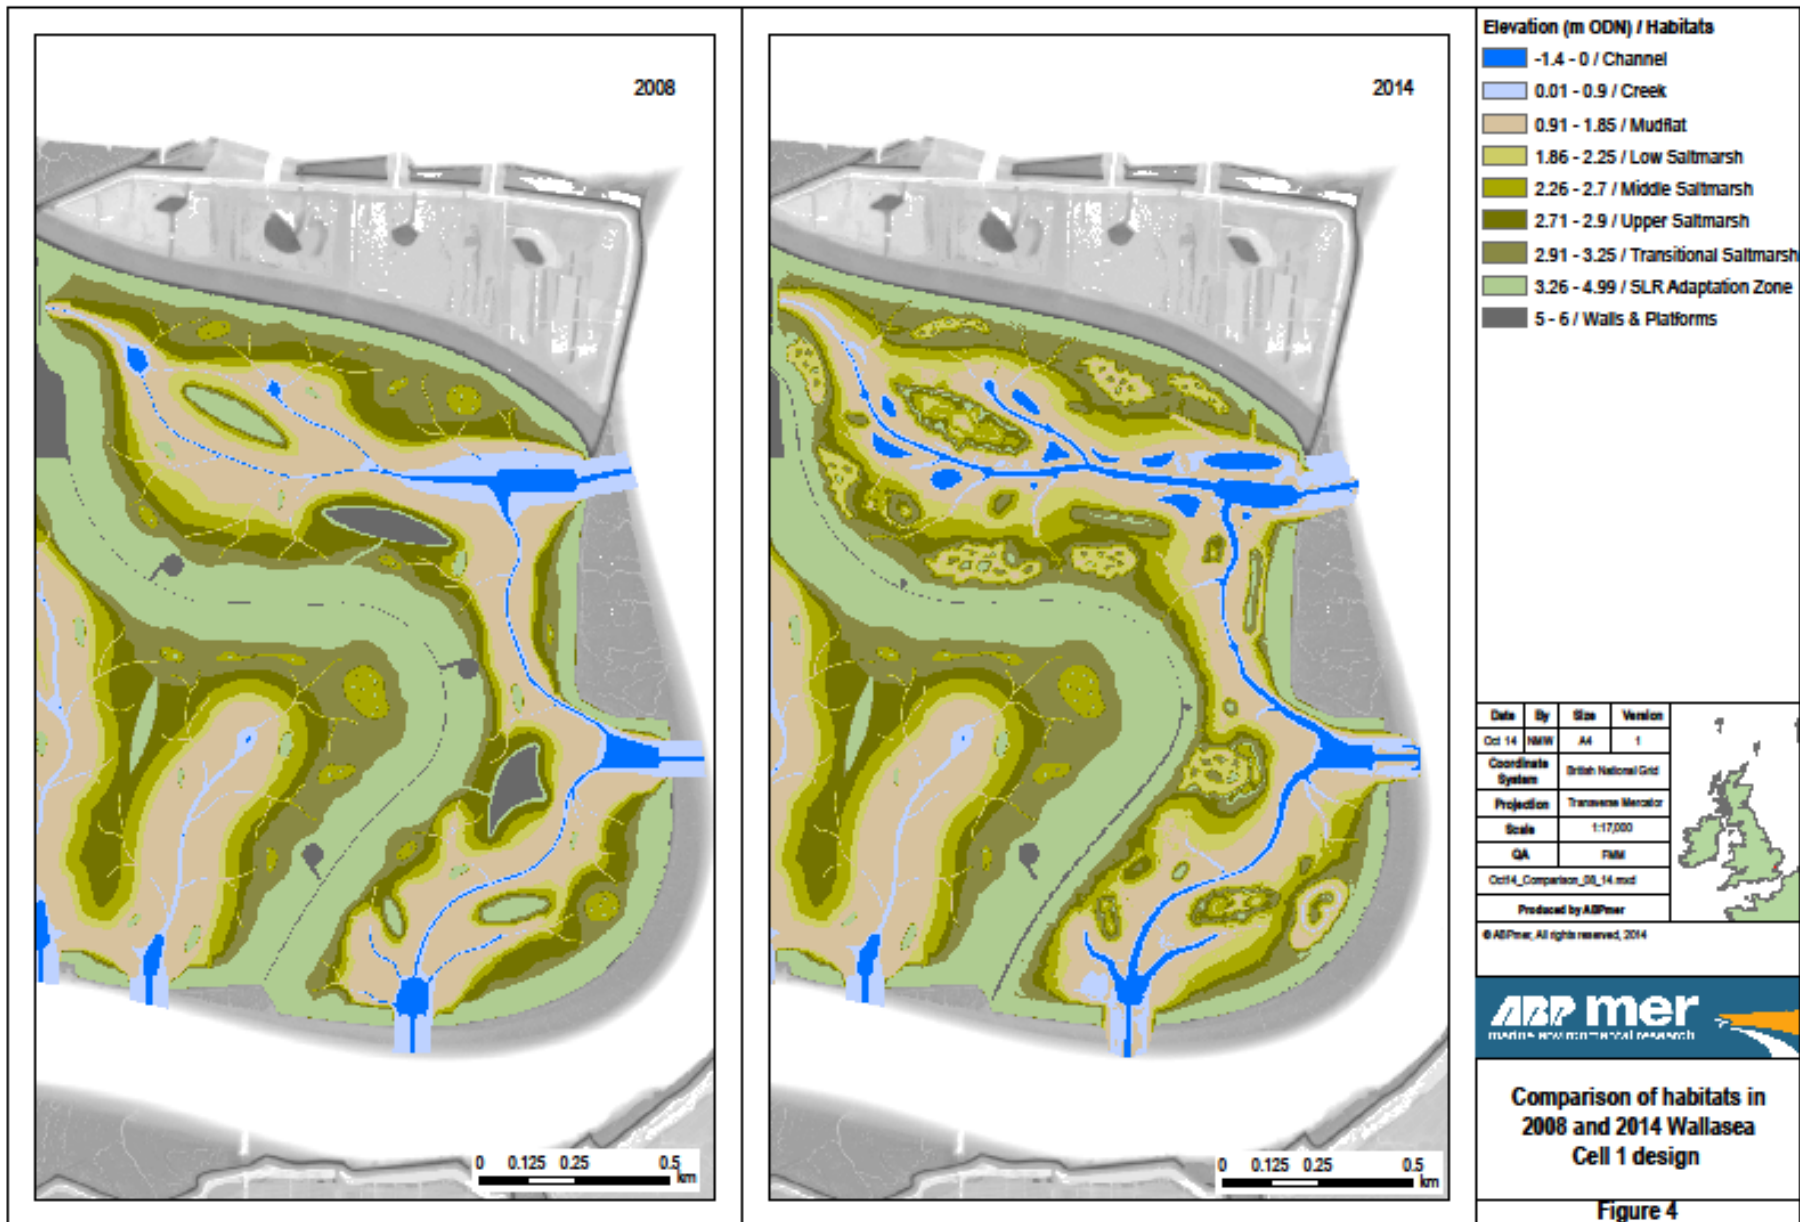 2008
2014
0 0.125 0.25 0.5
km
0 0.125 0.25 0.5
km
Elevation (m ODN) / Habitats
-1.4 - 0 / Channel
0.01 - 0.9 / Creek
0.91 - 1.85 / Mudflat
1.86 - 2.25 / Low Saltmarsh
2.26 - 2.7 / Middle Saltmarsh
2.71 - 2.9 / Upper Saltmarsh
2.91 - 3.25 / Transitional Saltmarsh
3.26 - 4.99 / SLR Adaptation Zone
5 - 6 / Walls & Platforms
Date By Size Version
Oct 14 NMW A4 1
Coordinate System British National Grid
Projection Transverse Mercator
Scale 1:17,000
QA FMM
Oct14_Comparison_08_14.mxd
Produced by ABPmer
© ABPmer, All rights reserved, 2014
ABP mer
marine environmental research
Comparison of habitats in
2008 and 2014 Wallasea
Cell 1 design
Figure 4